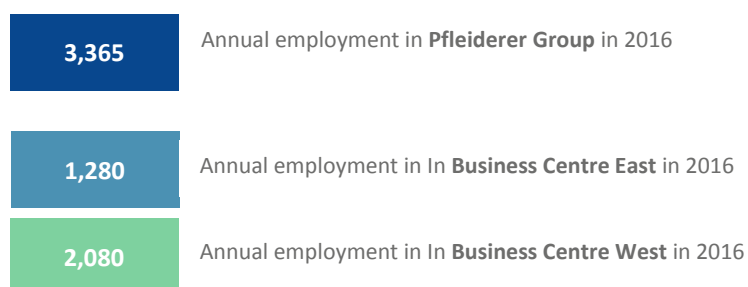 3,365 Annual employment in Pfleiderer Group in 2016
1,280 Annual employment in In Business Centre East in 2016
2,080 Annual employment in In Business Centre West in 2016